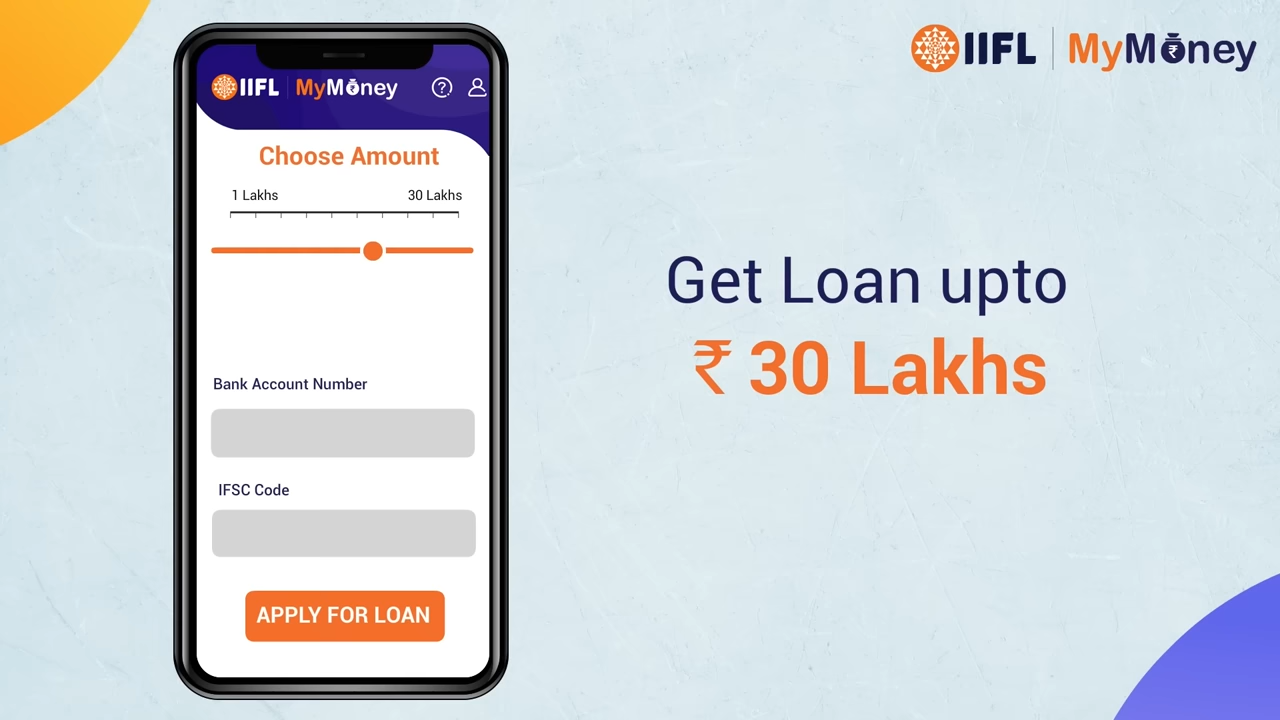 IIFL MyMoney
Choose Amount
1 Lakhs 30 Lakhs
Bank Account Number
IFSC Code
APPLY FOR LOAN
IIFL MyMoney
Get Loan upto
₹ 30 Lakhs